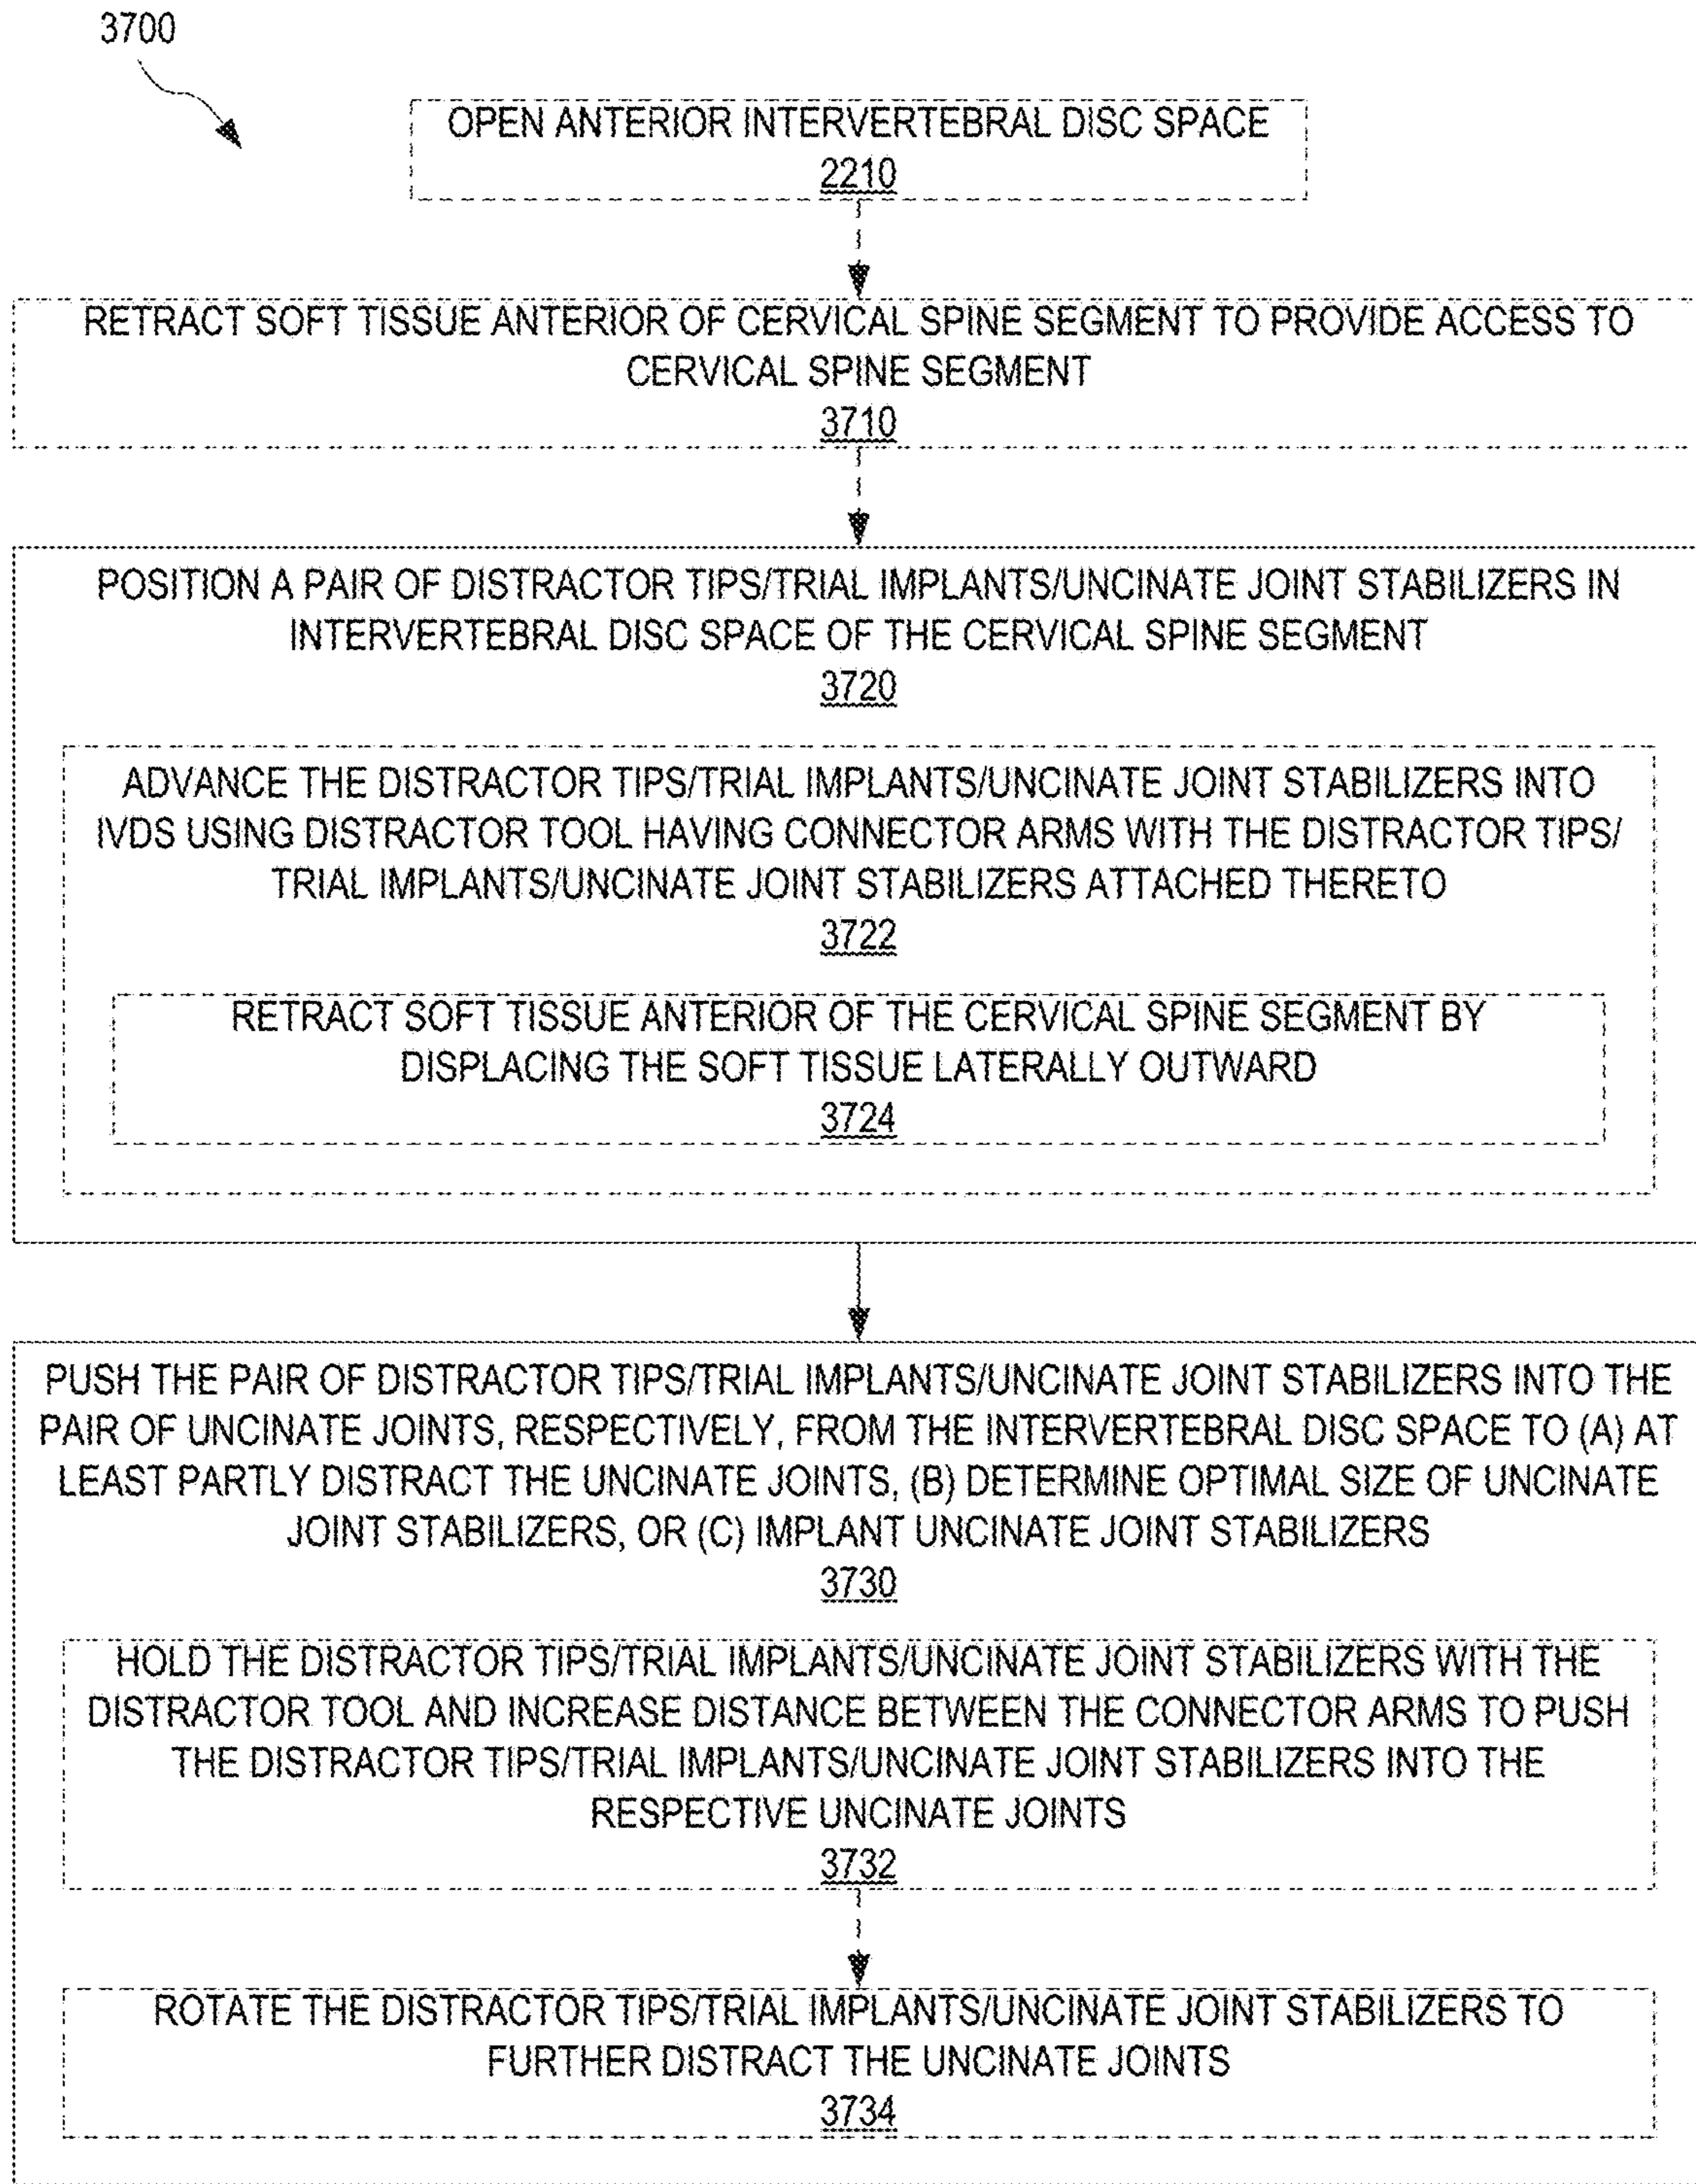 3700
OPEN ANTERIOR INTERVERTEBRAL DISC SPACE
2210
RETRACT SOFT TISSUE ANTERIOR OF CERVICAL SPINE SEGMENT TO PROVIDE ACCESS TO
CERVICAL SPINE SEGMENT
3710
POSITION A PAIR OF DISTRACTOR TIPS/TRIAL IMPLANTS/UNCINATE JOINT STABILIZERS IN
INTERVERTEBRAL DISC SPACE OF THE CERVICAL SPINE SEGMENT
3720
ADVANCE THE DISTRACTOR TIPS/TRIAL IMPLANTS/UNCINATE JOINT STABILIZERS INTO
IVDS USING DISTRACTOR TOOL HAVING CONNECTOR ARMS WITH THE DISTRACTOR TIPS/
TRIAL IMPLANTS/UNCINATE JOINT STABILIZERS ATTACHED THERETO
3722
RETRACT SOFT TISSUE ANTERIOR OF THE CERVICAL SPINE SEGMENT BY
DISPLACING THE SOFT TISSUE LATERALLY OUTWARD
3724
PUSH THE PAIR OF DISTRACTOR TIPS/TRIAL IMPLANTS/UNCINATE JOINT STABILIZERS INTO THE
PAIR OF UNCINATE JOINTS, RESPECTIVELY, FROM THE INTERVERTEBRAL DISC SPACE TO (A) AT
LEAST PARTLY DISTRACT THE UNCINATE JOINTS, (B) DETERMINE OPTIMAL SIZE OF UNCINATE
JOINT STABILIZERS, OR (C) IMPLANT UNCINATE JOINT STABILIZERS
3730
HOLD THE DISTRACTOR TIPS/TRIAL IMPLANTS/UNCINATE JOINT STABILIZERS WITH THE
DISTRACTOR TOOL AND INCREASE DISTANCE BETWEEN THE CONNECTOR ARMS TO PUSH
THE DISTRACTOR TIPS/TRIAL IMPLANTS/UNCINATE JOINT STABILIZERS INTO THE
RESPECTIVE UNCINATE JOINTS
3732
ROTATE THE DISTRACTOR TIPS/TRIAL IMPLANTS/UNCINATE JOINT STABILIZERS TO
FURTHER DISTRACT THE UNCINATE JOINTS
3734